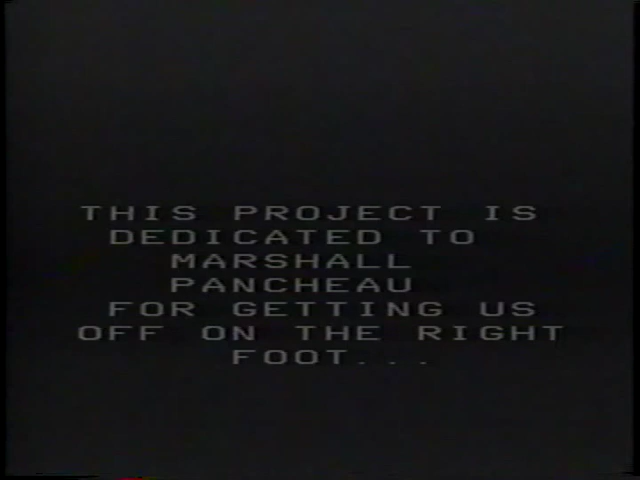 THIS PROJECT IS
DEDICATED TO
MARSHALL
PANCHEAU
FOR GETTING US
OFF ON THE RIGHT
FOOT...